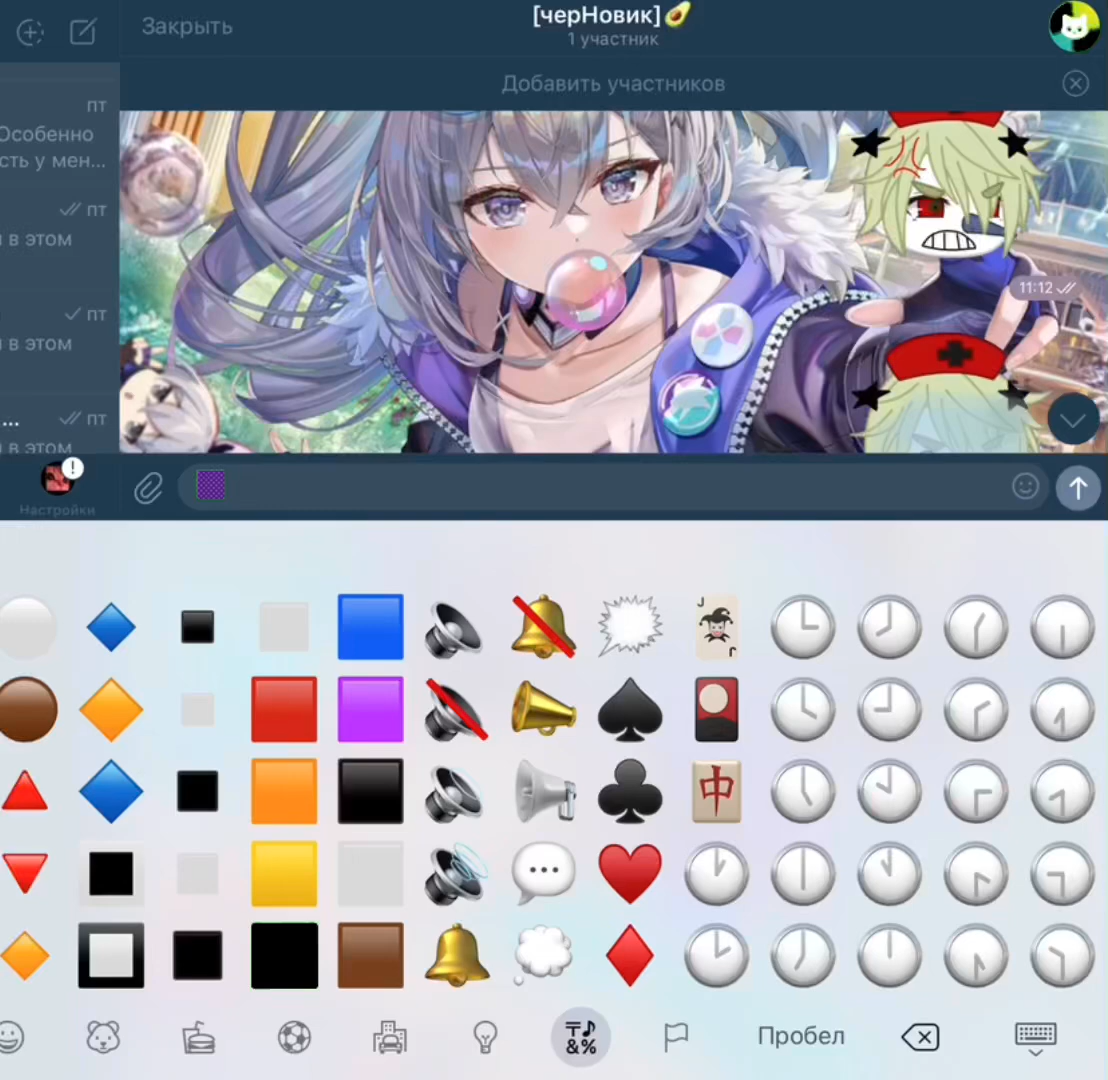 Закрыть
[черНовик]🥑
1 участник
Добавить участников
пт
Особенно
сть у мен...
пт
в этом
пт
в этом
...
пт
в этом
11:12
!
Настройки
J
J
中
&%
Пробел